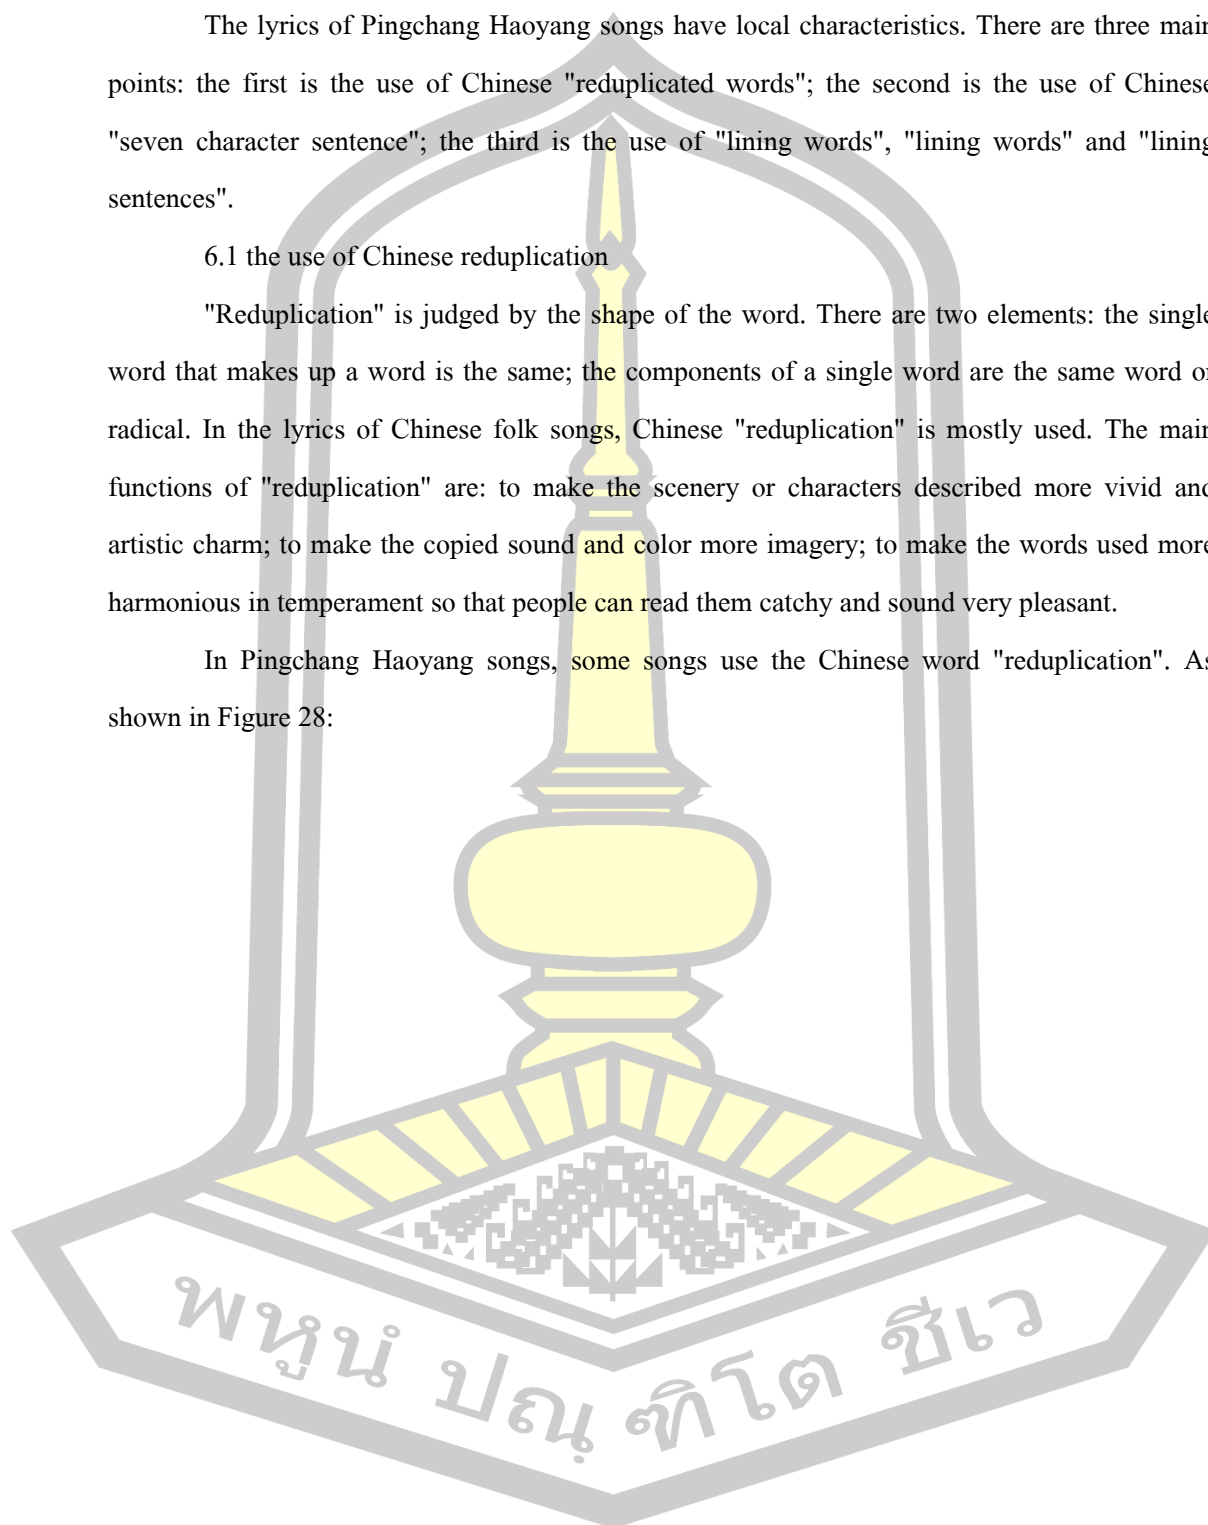 The lyrics of Pingchang Haoyang songs have local characteristics. There are three main
points: the first is the use of Chinese "reduplicated words"; the second is the use of Chinese
"seven character sentence"; the third is the use of "lining words", "lining words" and "lining
sentences".
6.1 the use of Chinese reduplication
"Reduplication" is judged by the shape of the word. There are two elements: the single
word that makes up a word is the same; the components of a single word are the same word or
radical. In the lyrics of Chinese folk songs, Chinese "reduplication" is mostly used. The main
functions of "reduplication" are: to make the scenery or characters described more vivid and
artistic charm; to make the copied sound and color more imagery; to make the words used more
harmonious in temperament so that people can read them catchy and sound very pleasant.
In Pingchang Haoyang songs, some songs use the Chinese word "reduplication". As
shown in Figure 28:
พหูนํ ปณฺ ฑิโต ชีเว